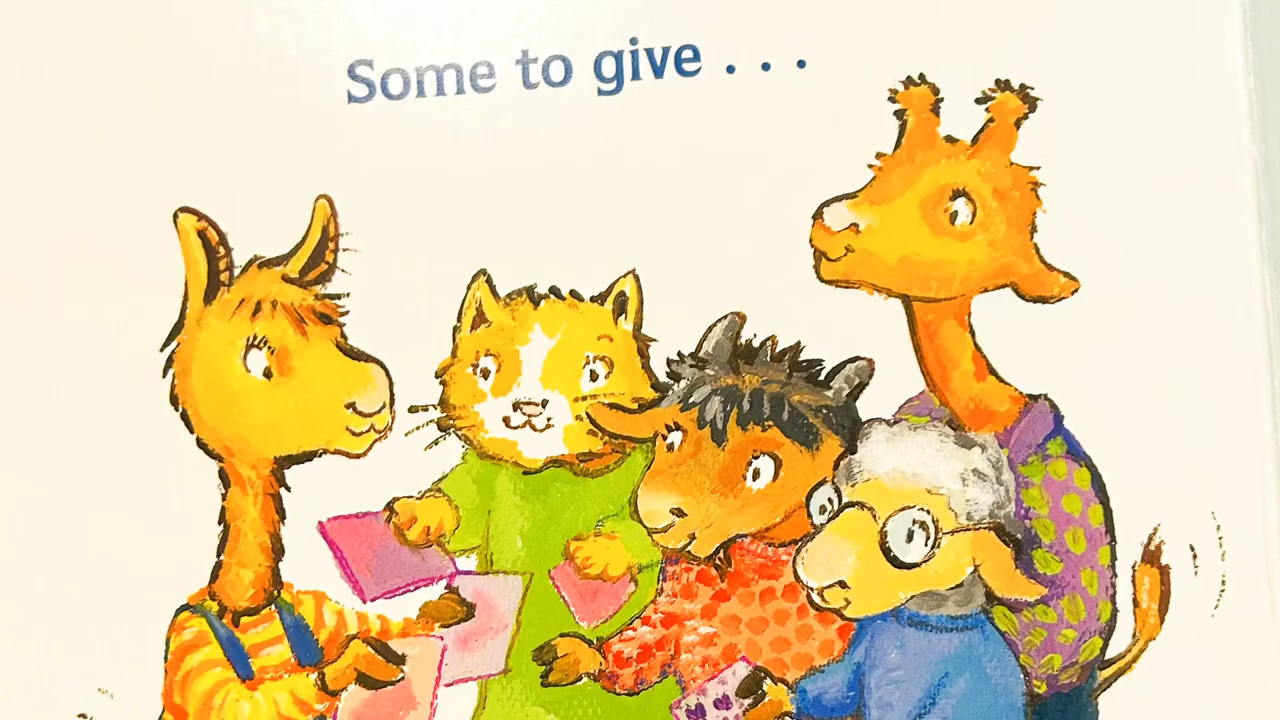 Some to give . . .